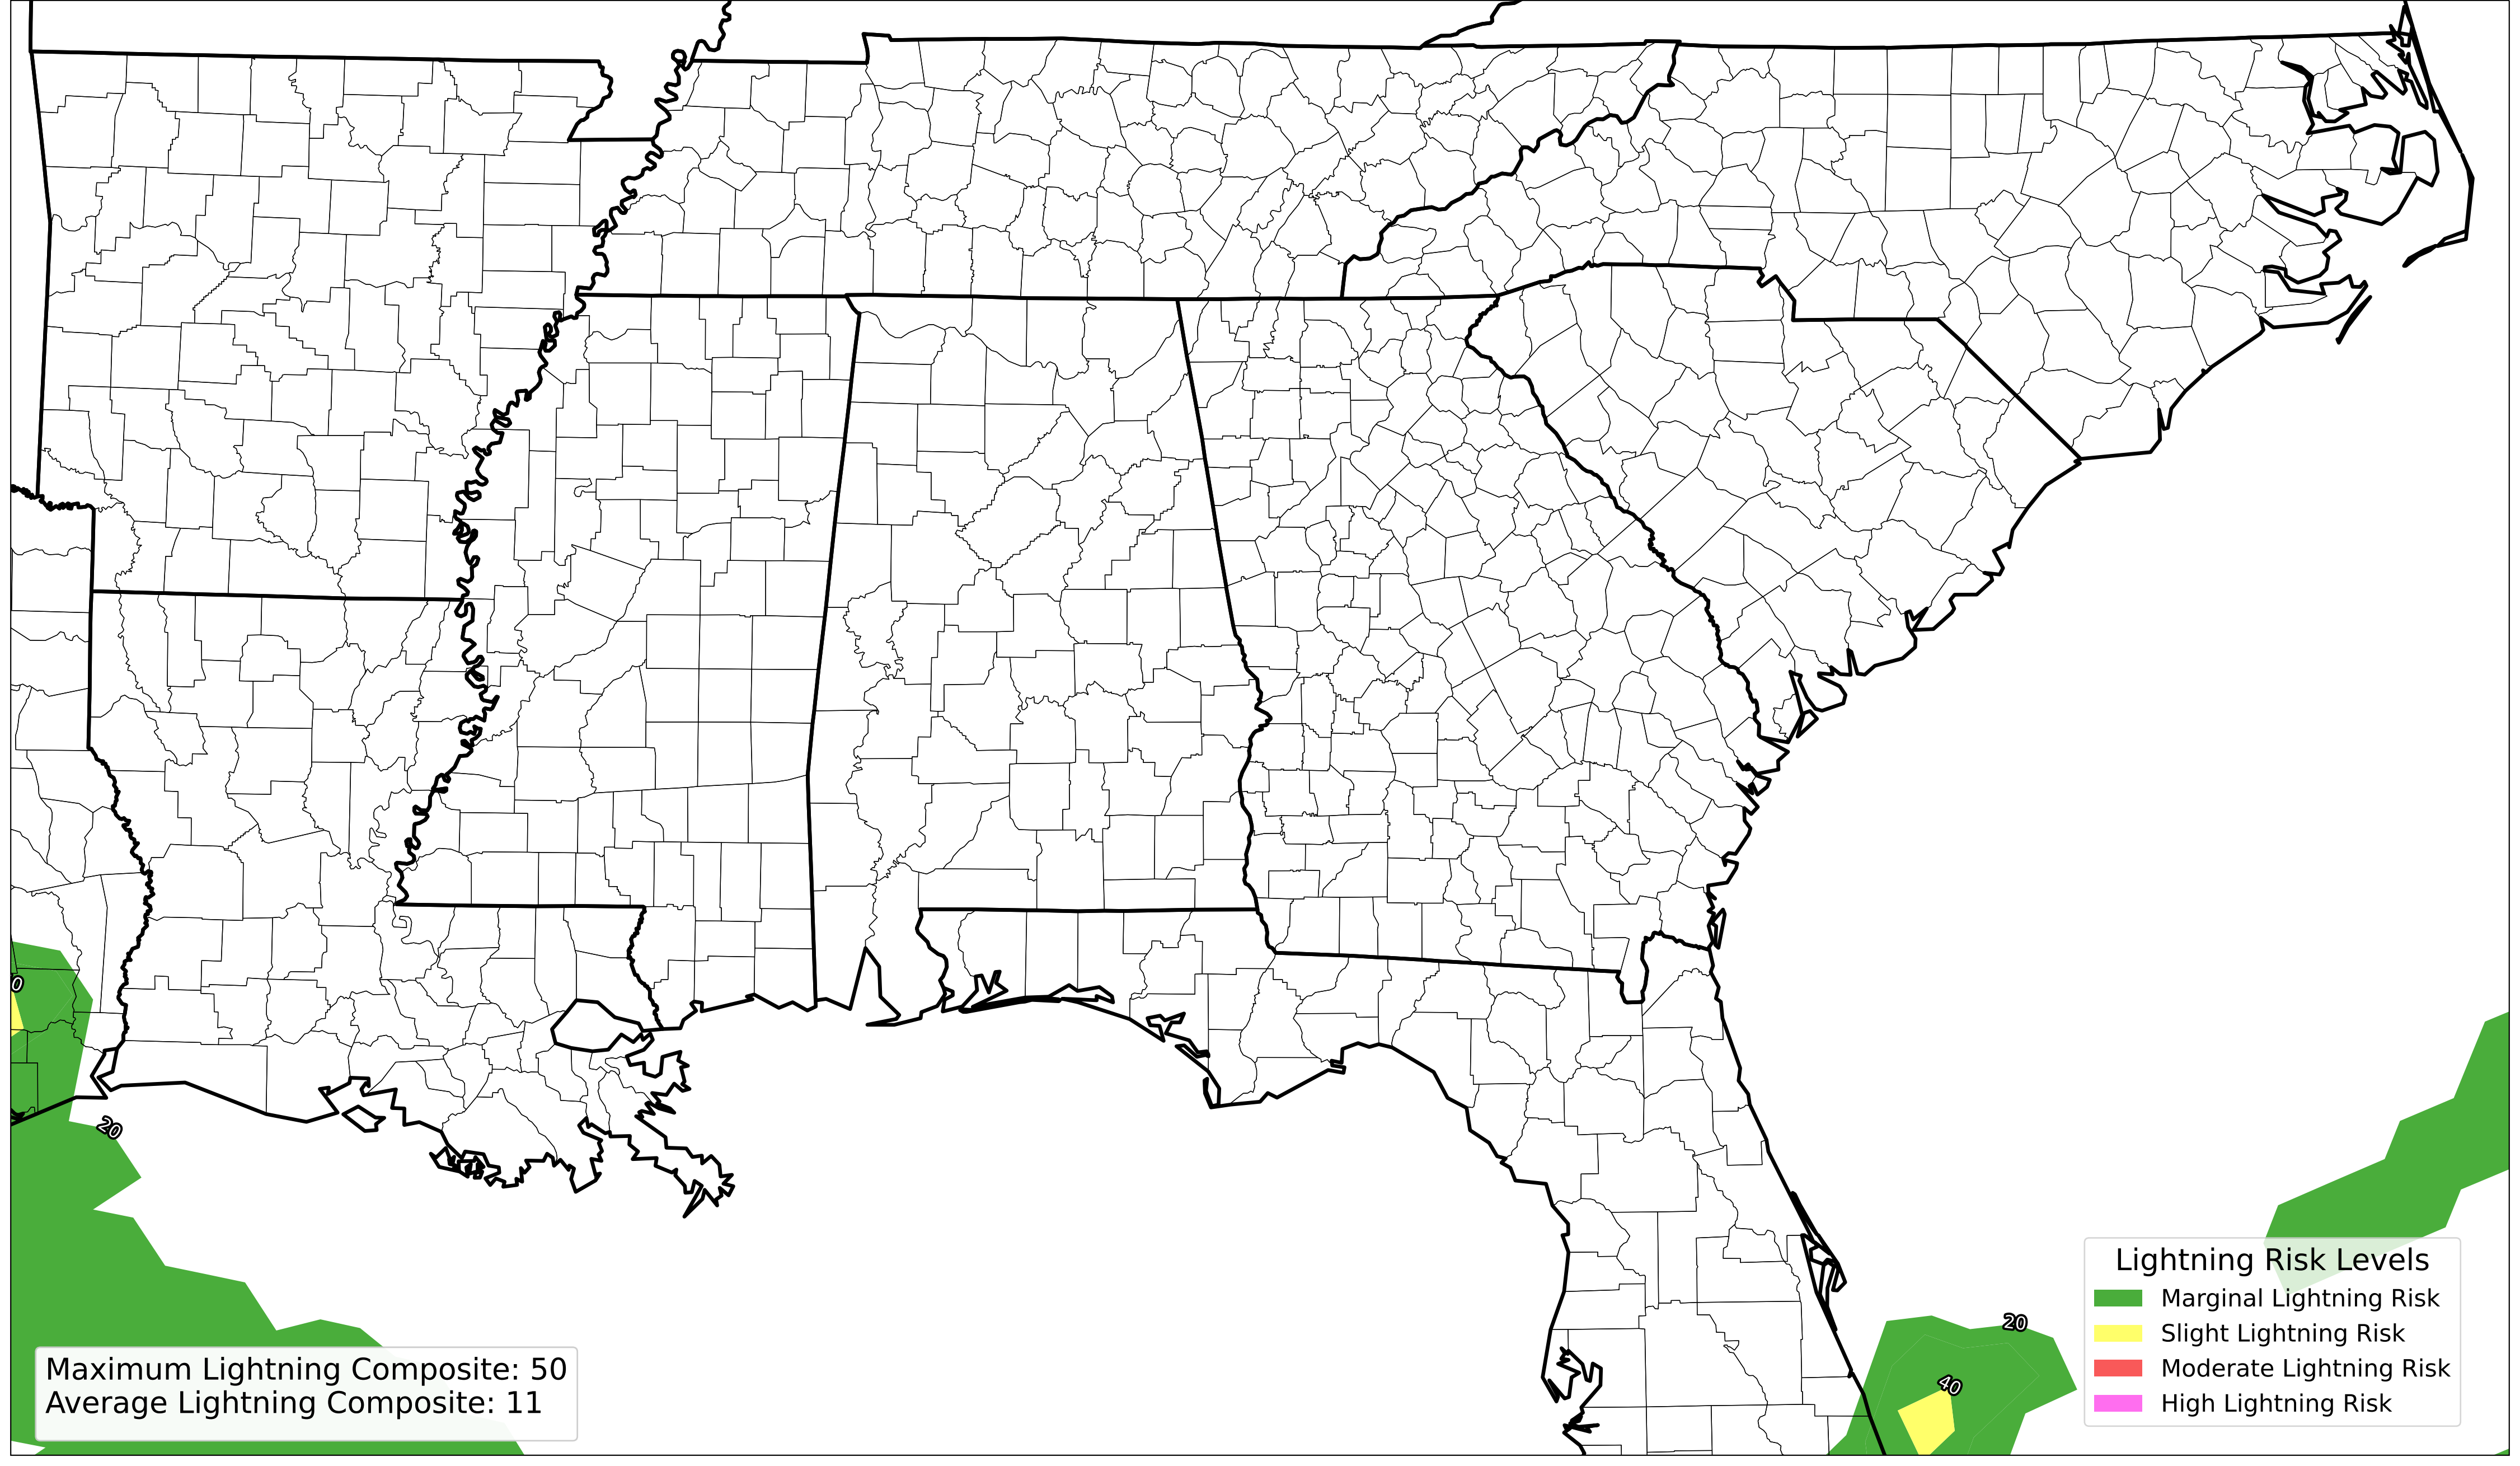 0
20
20
40
Lightning Risk Levels
Marginal Lightning Risk
Slight Lightning Risk
Moderate Lightning Risk
High Lightning Risk
Maximum Lightning Composite: 50
Average Lightning Composite: 11